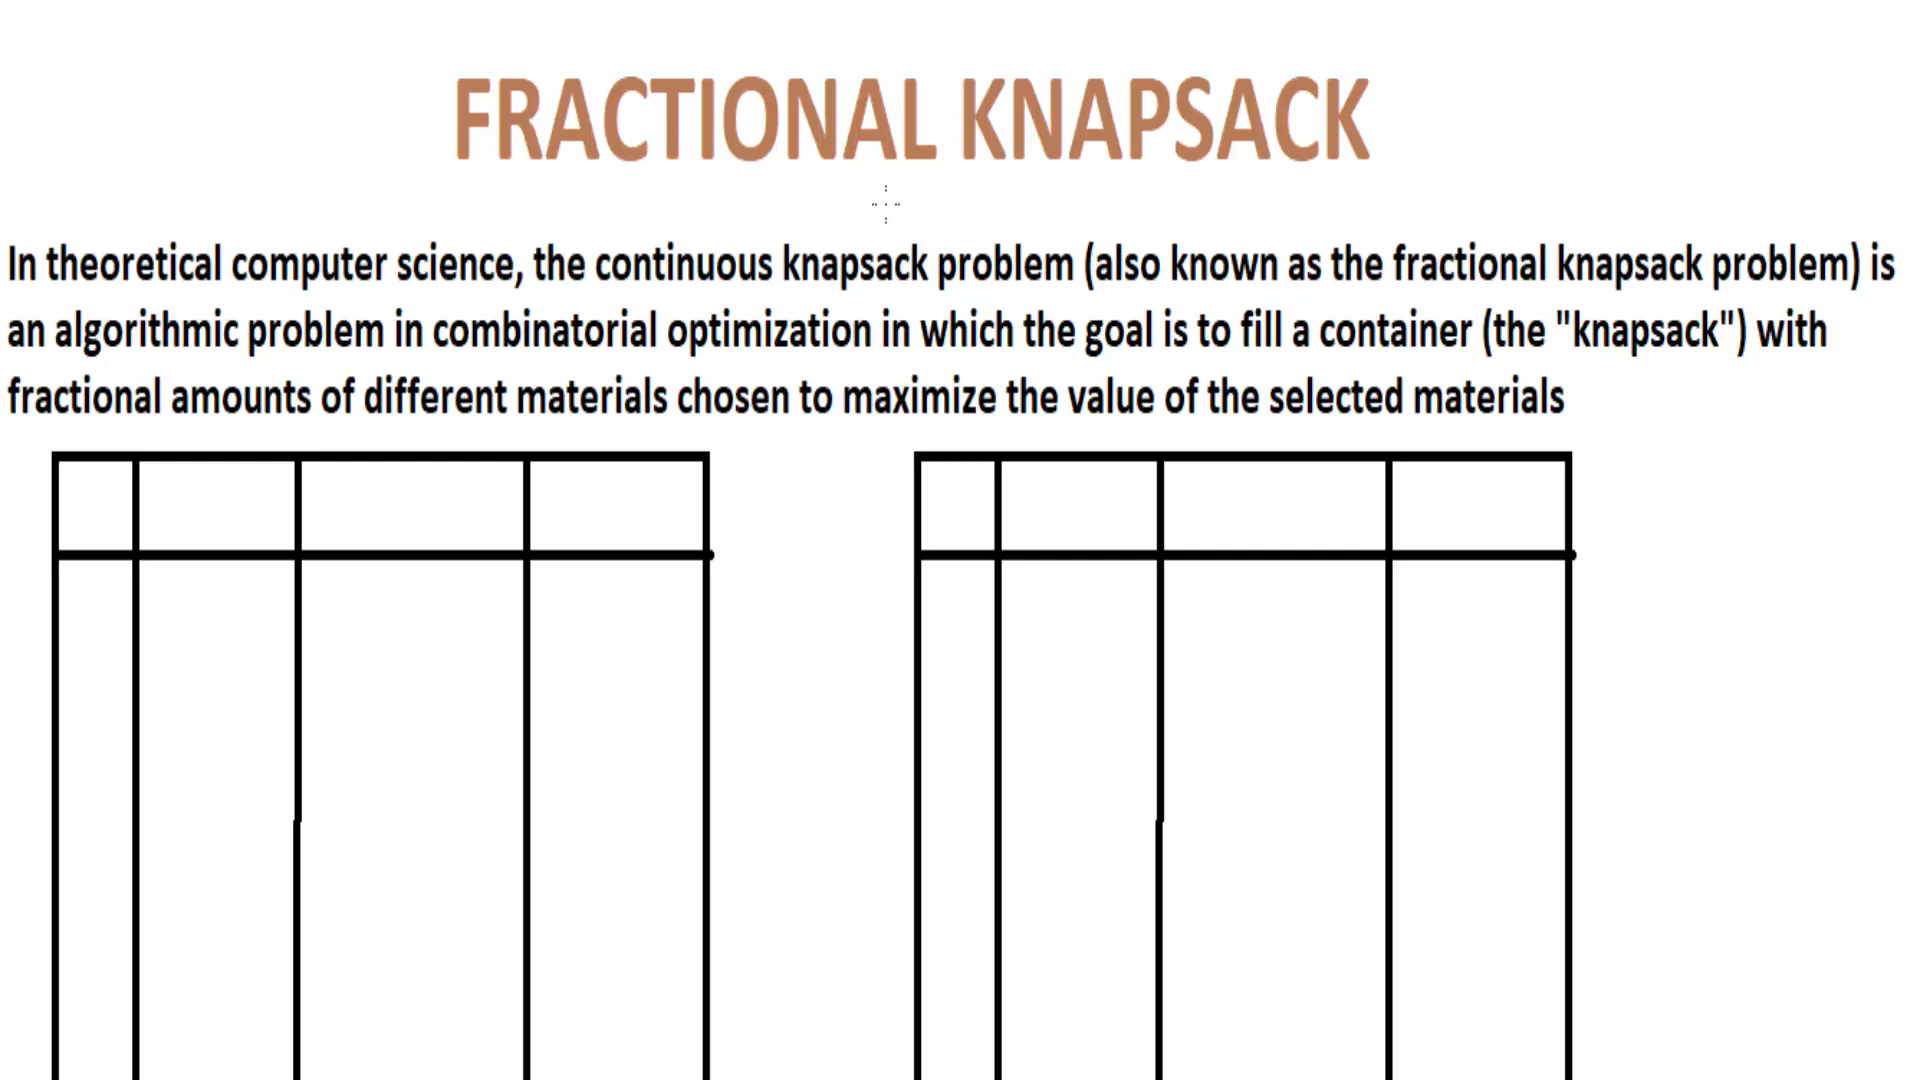 FRACTIONAL KNAPSACK
In theoretical computer science, the continuous knapsack problem (also known as the fractional knapsack problem) is
an algorithmic problem in combinatorial optimization in which the goal is to fill a container (the "knapsack") with
fractional amounts of different materials chosen to maximize the value of the selected materials